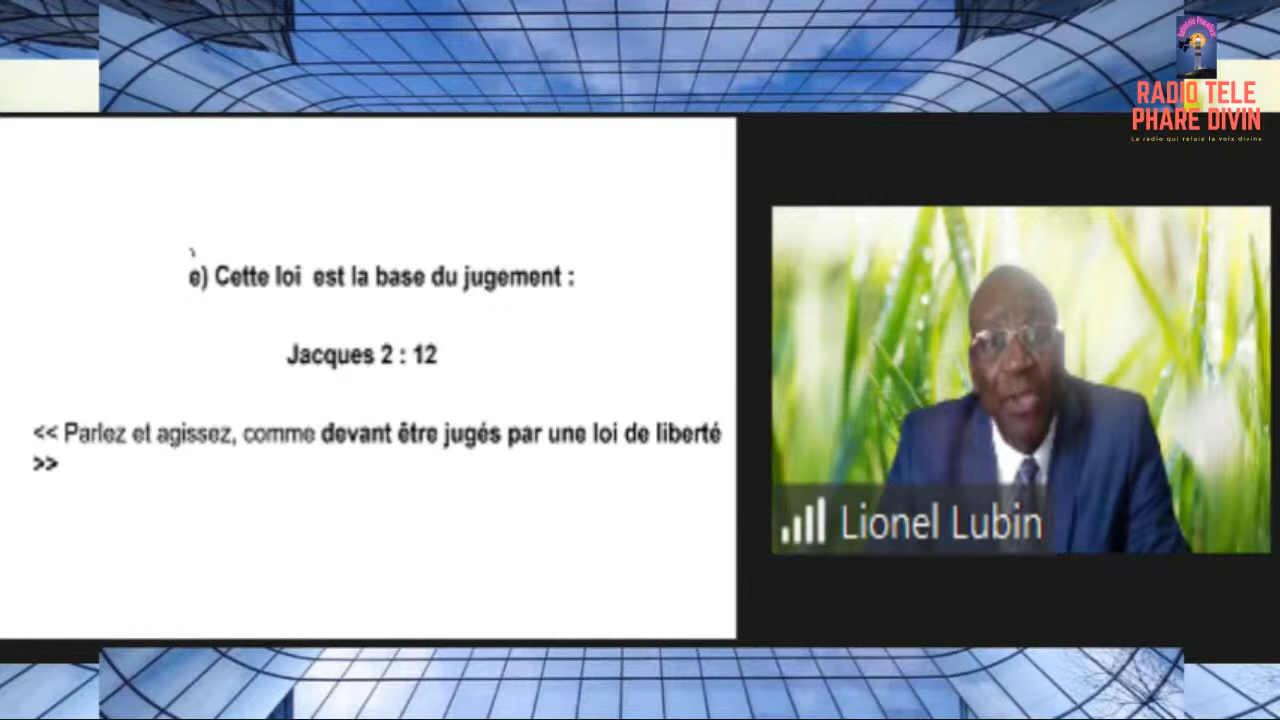 RADIO TELE
PHARE DIVIN
La radio qui relaie la voix divine
e) Cette loi  est la base du jugement :
Jacques 2 : 12
<< Parlez et agissez, comme devant être jugés par une loi de liberté
>>
Lionel Lubin